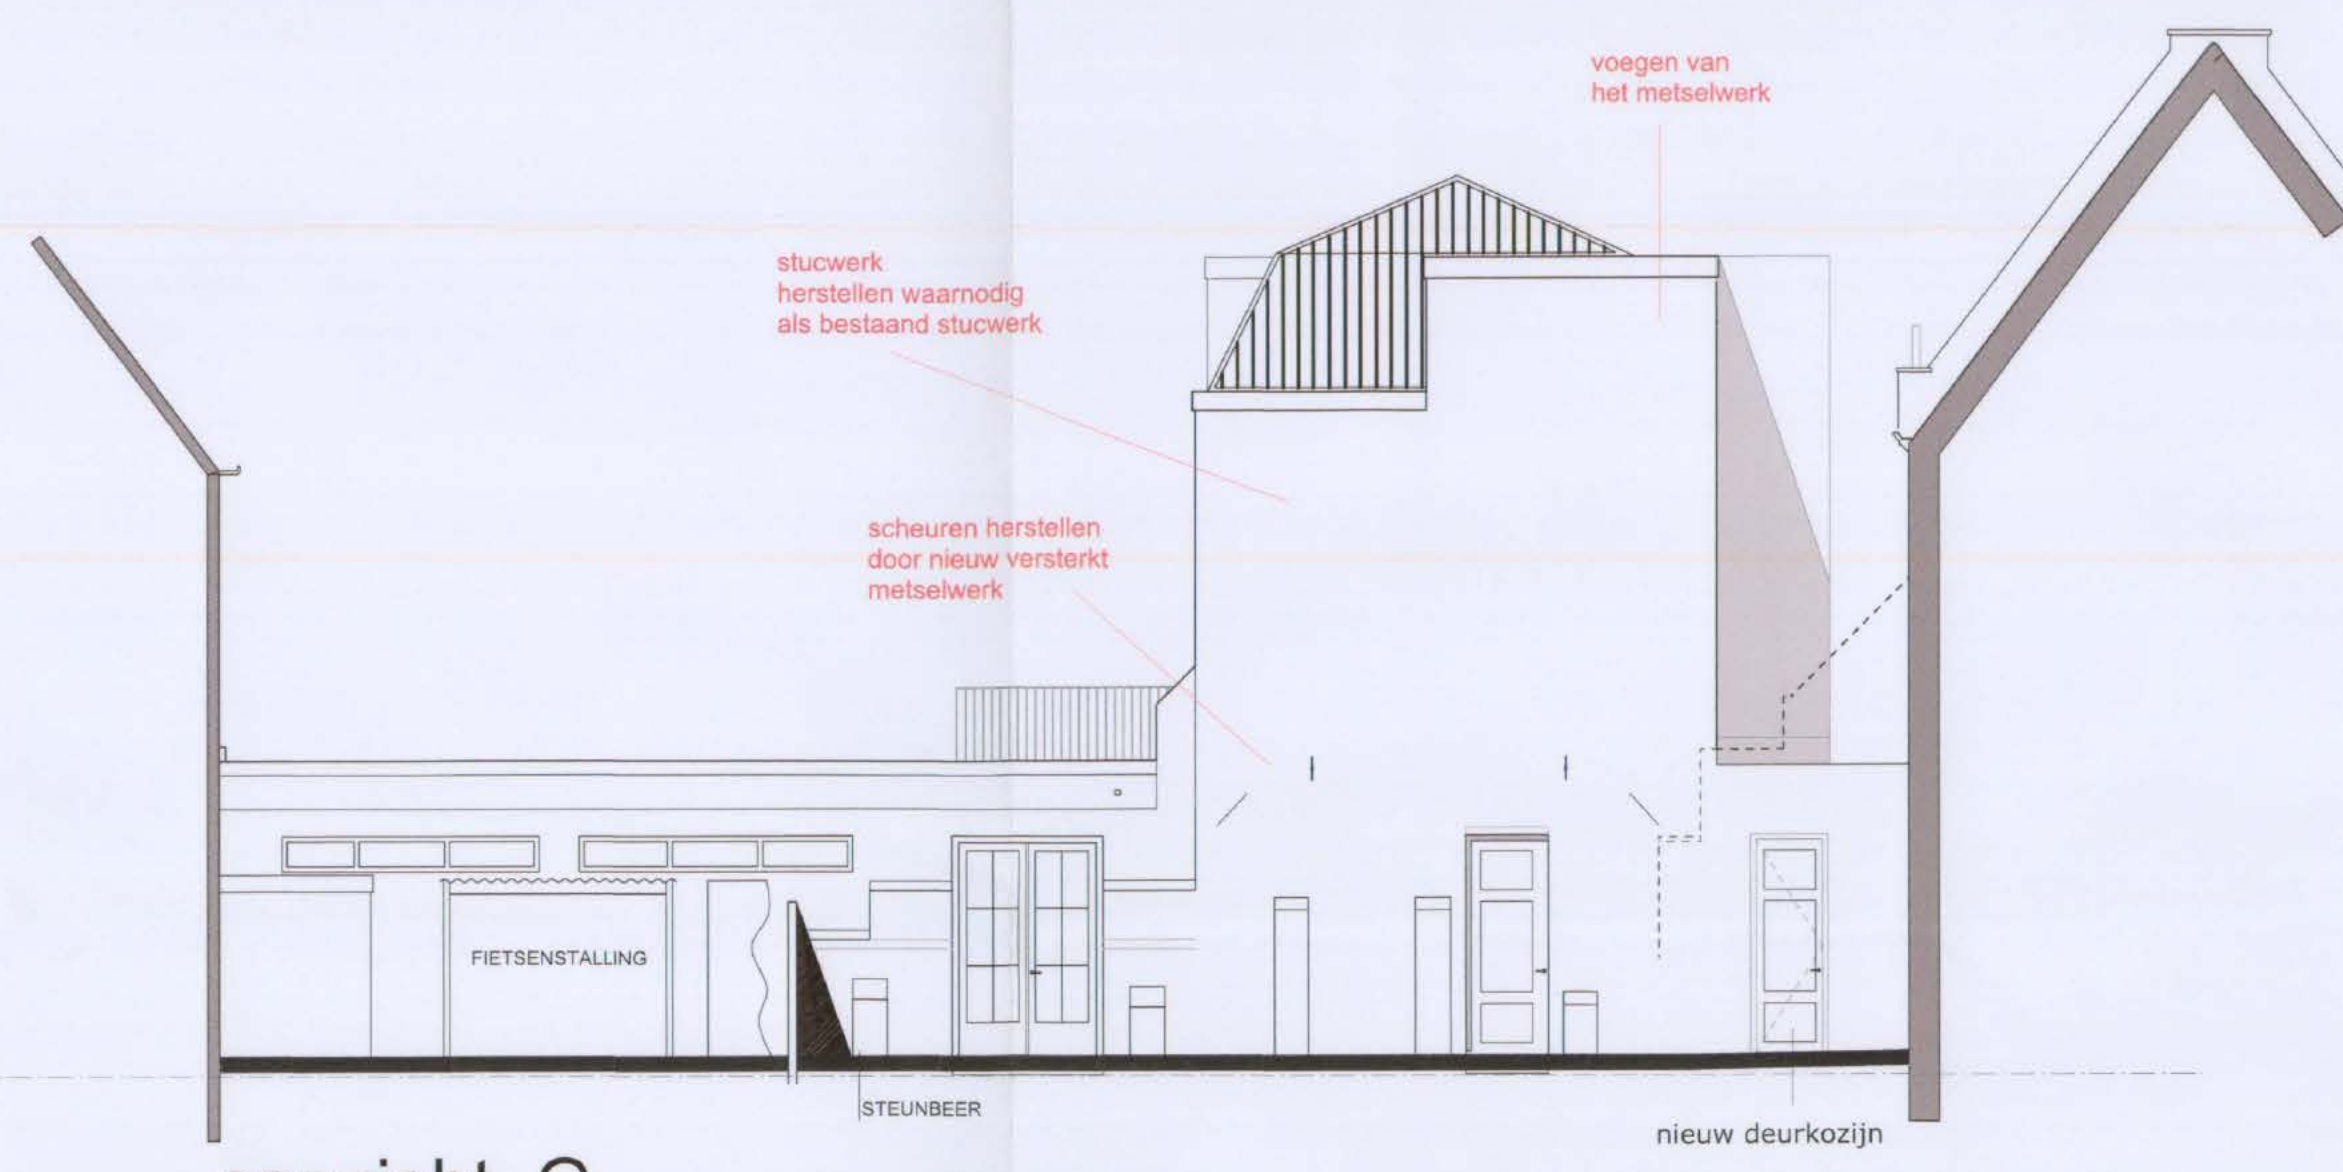 voegen van
het metselwerk
stucwerk
herstellen waarnodig
als bestaand stucwerk
scheuren herstellen
door nieuw versterkt
metselwerk
FIETSENSTALLING
STEUNBEER
nieuw deurkozijn